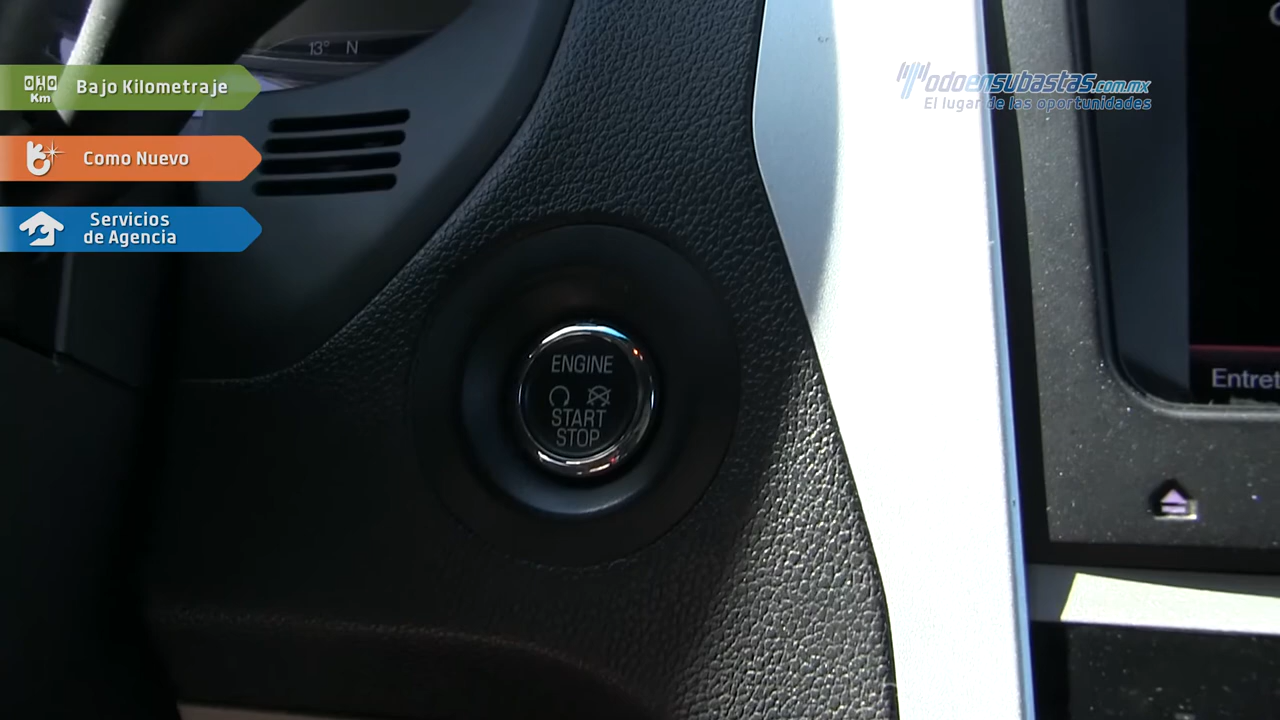 13° N
Bajo Kilometraje
Km
Como Nuevo
Servicios
de Agencia
Modoensubastas.com.mx
El lugar de las oportunidades
ENGINE
START
STOP
Entret